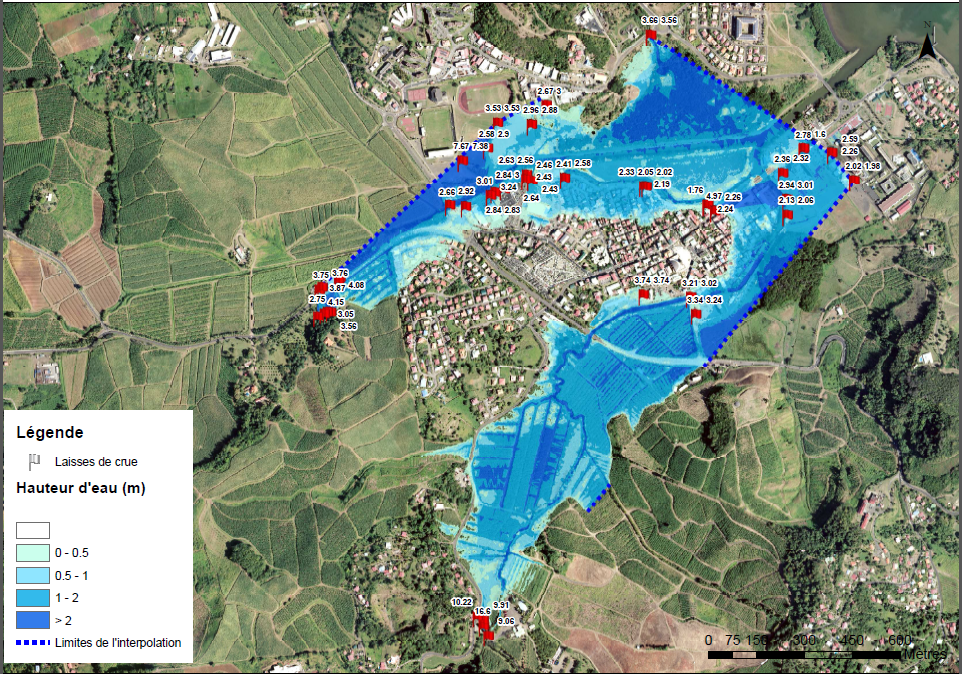 3.66 3.56
N
2.67 3
3.53 3.53 2.96 2.88
2.58 2.9
7.67 7.38
2.78 1.6
2.59
2.26
2.36 2.32
2.02 1.98
2.63 2.56
2.46 2.41 2.58
2.84 3
2.43
2.33 2.05 2.02
2.19
3.01
3.24
2.43
2.66 2.92
2.64
2.94 3.01
1.76
4.97 2.26
2.13 2.06
2.84 2.83
2.24
3.75 3.76
3.87 4.08
3.74 3.74
3.21 3.02
2.75 4.15
3.05
3.34 3.24
3.56
Légende
Laisses de crue
Hauteur d'eau (m)
0 - 0.5
0.5 - 1
1 - 2
> 2
Limites de l'interpolation
10.22
9.91
16.6
9.06
0 75 150 300 450 600
Mètres